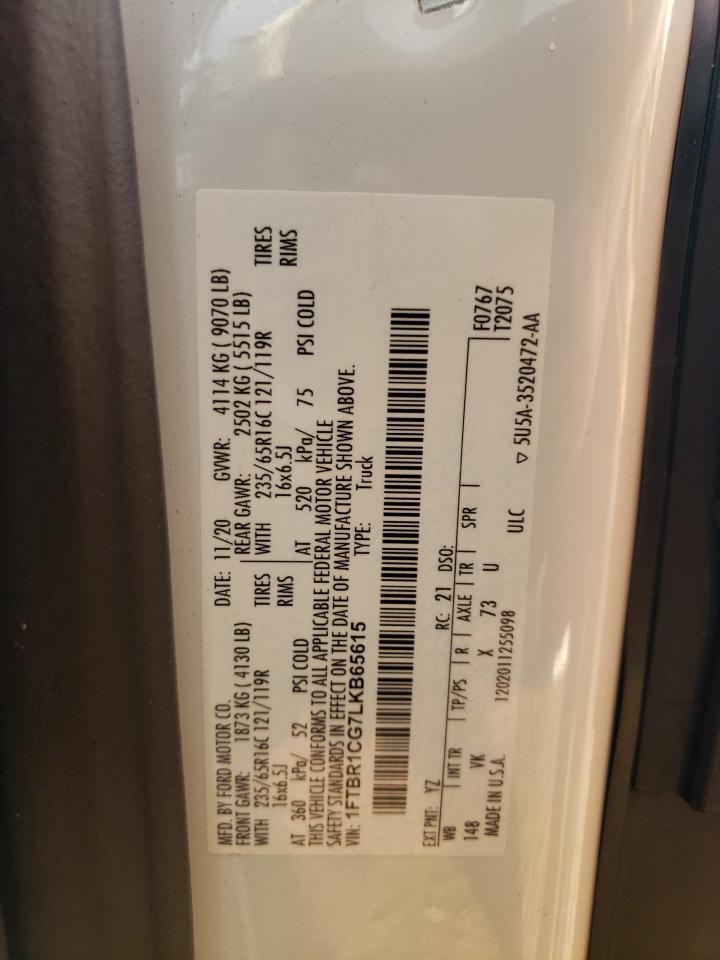 MFD. BY FORD MOTOR CO. DATE: 11/20 GVWR: 4114 KG ( 9070 LB)
FRONT GAWR: 1873 KG ( 4130 LB) REAR GAWR: 2502 KG ( 5515 LB)
WITH 235/65R16C 121/119R TIRES WITH 235/65R16C 121/119R TIRES
16x6.5J RIMS 16x6.5J RIMS
AT 360 kPa/ 52 PSI COLD AT 520 kPa/ 75 PSI COLD
THIS VEHICLE CONFORMS TO ALL APPLICABLE FEDERAL MOTOR VEHICLE
SAFETY STANDARDS IN EFFECT ON THE DATE OF MANUFACTURE SHOWN ABOVE.
VIN: 1FTBR1CG7LKB65615 TYPE: Truck
EXT PNT: YZ RC: 21 DSO:
WB INT TR TP/PS R AXLE TR SPR F0767
148 VK X 73 U T2075
MADE IN U.S.A. 1202011255098 ULC ▽ 5U5A-3520472-AA